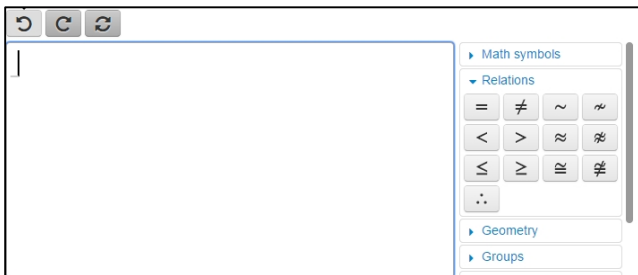 Math symbols
Relations
= ≠ ~ ≁
< > ≈ ≉
≤ ≥ ≅ ≇
∴
Geometry
Groups